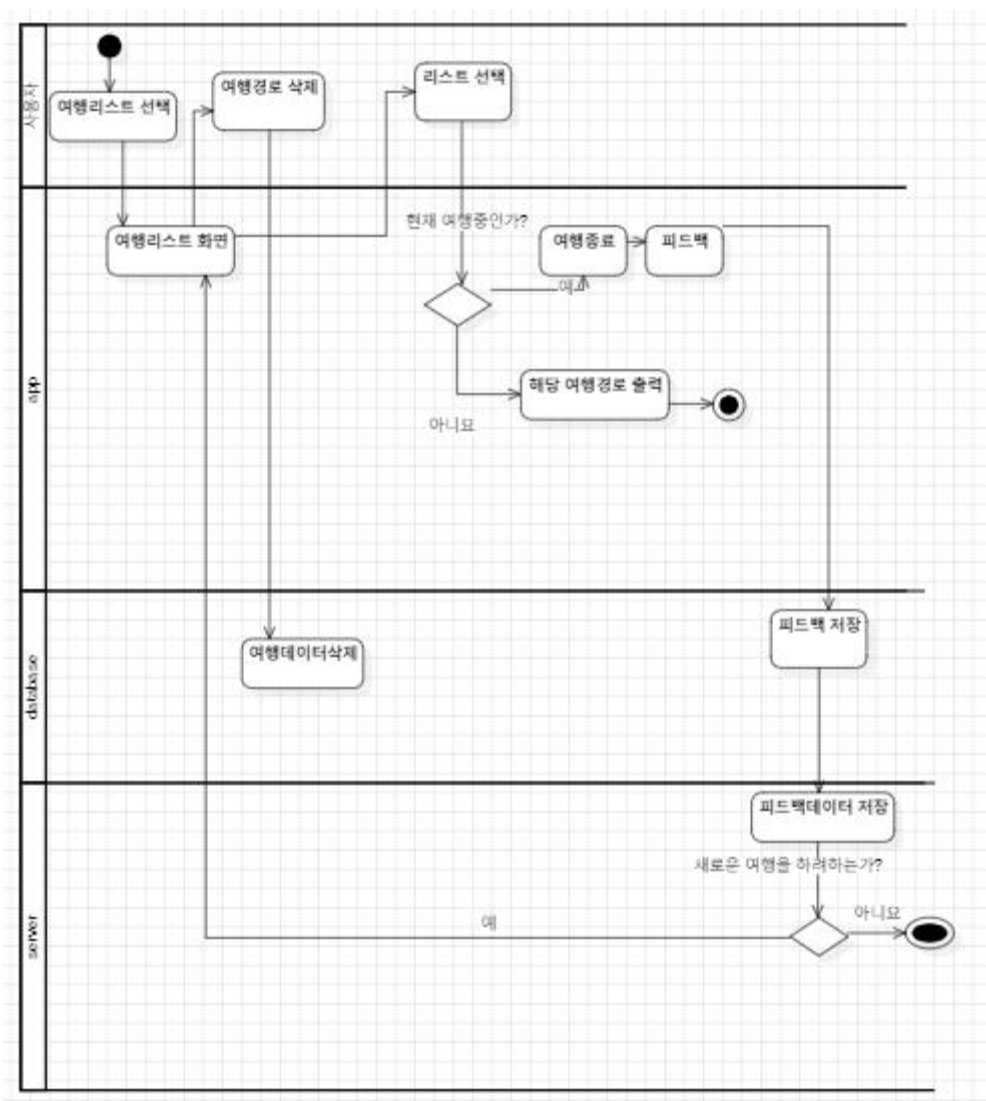 사용자
여행리스트 선택
여행경로 삭제
리스트 선택
app
여행리스트 화면
현재 여행중인가?
여행종료
피드백
예
해당 여행경로 출력
아니요
database
여행데이터삭제
피드백 저장
server
피드백데이터 저장
새로운 여행을 하려하는가?
아니요
예